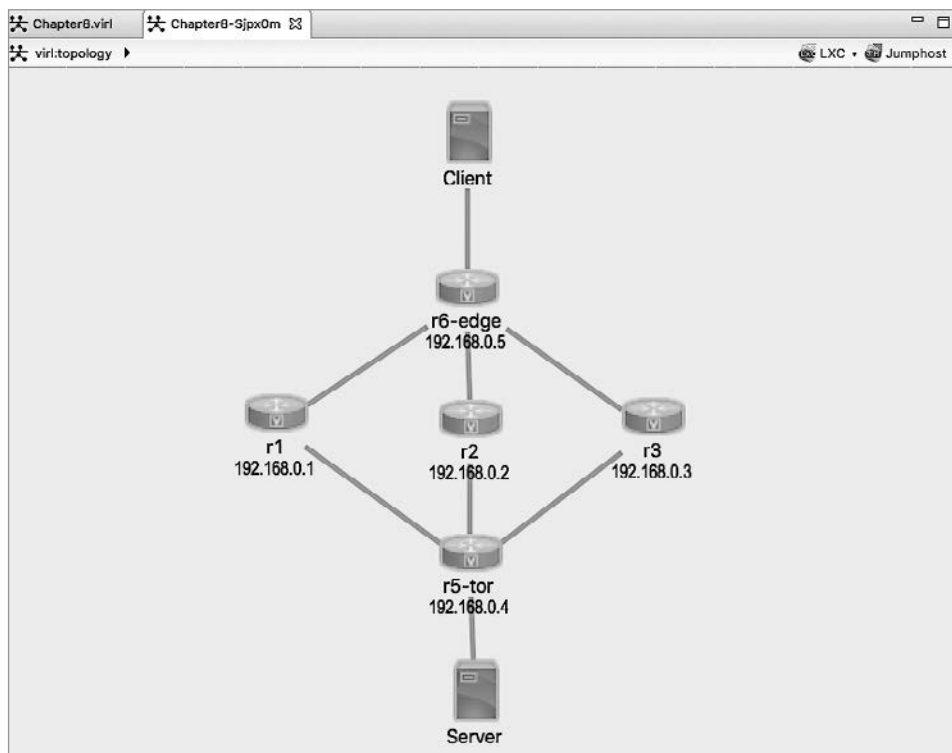 Chapter8.virl
Chapter8-Sjpx0m
virl:topology
LXC
Jumphost
Client
r6-edge
192.168.0.5
r1
192.168.0.1
r2
192.168.0.2
r3
192.168.0.3
r5-tor
192.168.0.4
Server